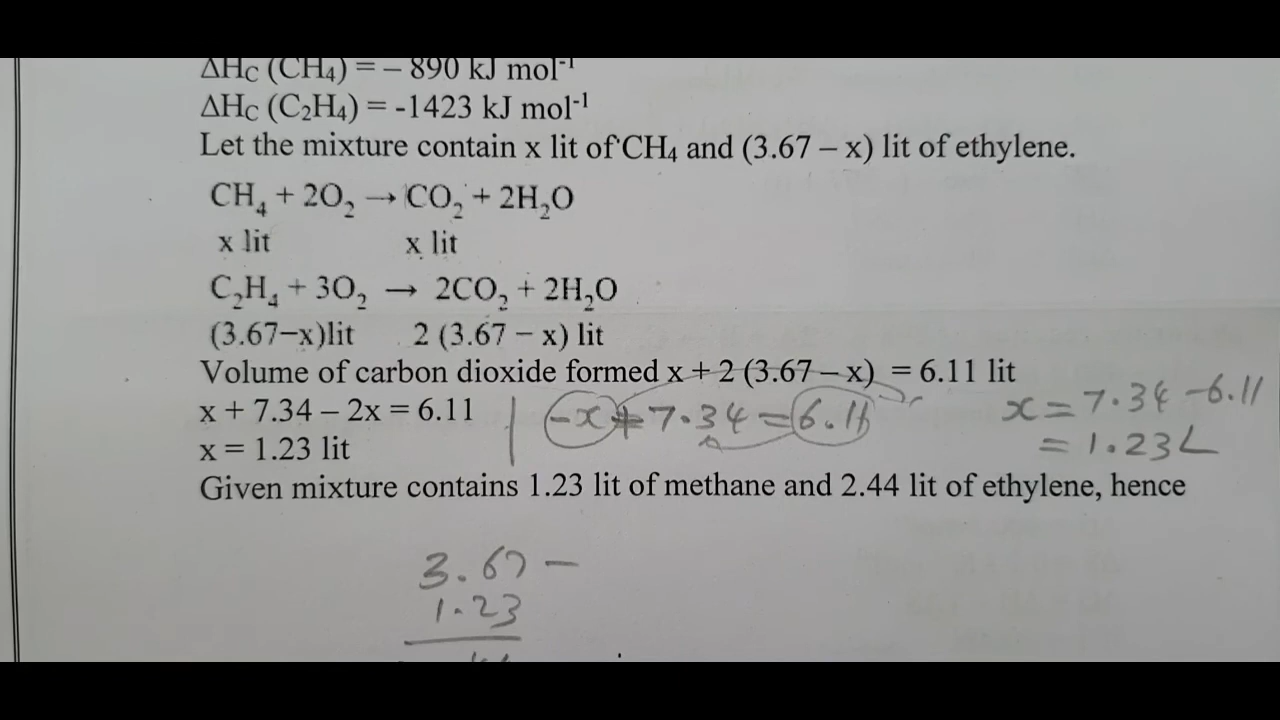 ΔHC (CH4) = – 890 kJ mol-1
ΔHC (C2H4) = -1423 kJ mol-1
Let the mixture contain x lit of CH4 and (3.67 – x) lit of ethylene.
CH4 + 2O2 → CO2 + 2H2O
x lit x lit
C2H4 + 3O2 → 2CO2 + 2H2O
(3.67–x)lit 2 (3.67 – x) lit
Volume of carbon dioxide formed x + 2 (3.67 – x) = 6.11 lit
x + 7.34 – 2x = 6.11 | -x + 7.34 = 6.11 x = 7.34 - 6.11
x = 1.23 lit = 1.23L
Given mixture contains 1.23 lit of methane and 2.44 lit of ethylene, hence
3.67 –
1.23